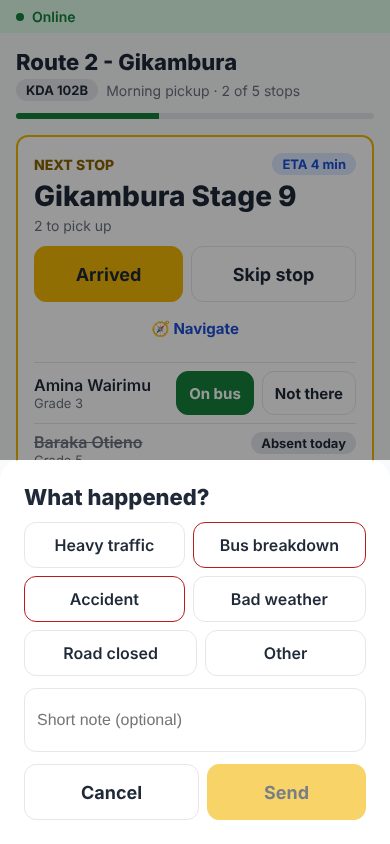 Online
Route 2 - Gikambura
KDA 102B Morning pickup · 2 of 5 stops
NEXT STOP ETA 4 min
Gikambura Stage 9
2 to pick up
Arrived Skip stop
🧭 Navigate
Amina Wairimu On bus Not there
Grade 3
Baraka Otieno Absent today
Grade 5
What happened?
Heavy traffic Bus breakdown
Accident Bad weather
Road closed Other
Short note (optional)
Cancel Send